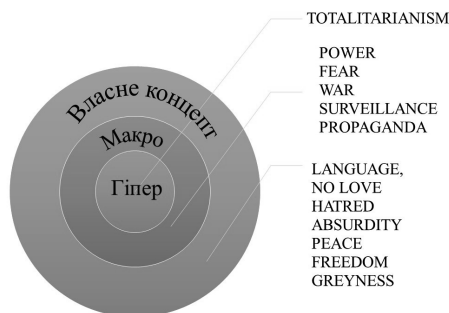 TOTALITARIANISM
POWER
FEAR
WAR
SURVEILLANCE
PROPAGANDA
Власне концепт
Макро
Гіпер
LANGUAGE,
NO LOVE
HATRED
ABSURDITY
PEACE
FREEDOM
GREYNESS